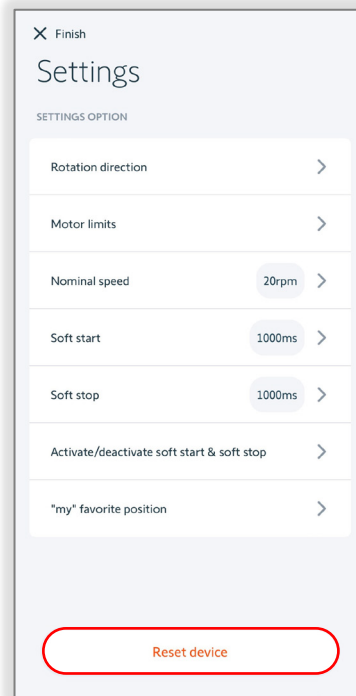 Finish
Settings
SETTINGS OPTION
Rotation direction
Motor limits
Nominal speed 20rpm
Soft start 1000ms
Soft stop 1000ms
Activate/deactivate soft start & soft stop
"my" favorite position
Reset device